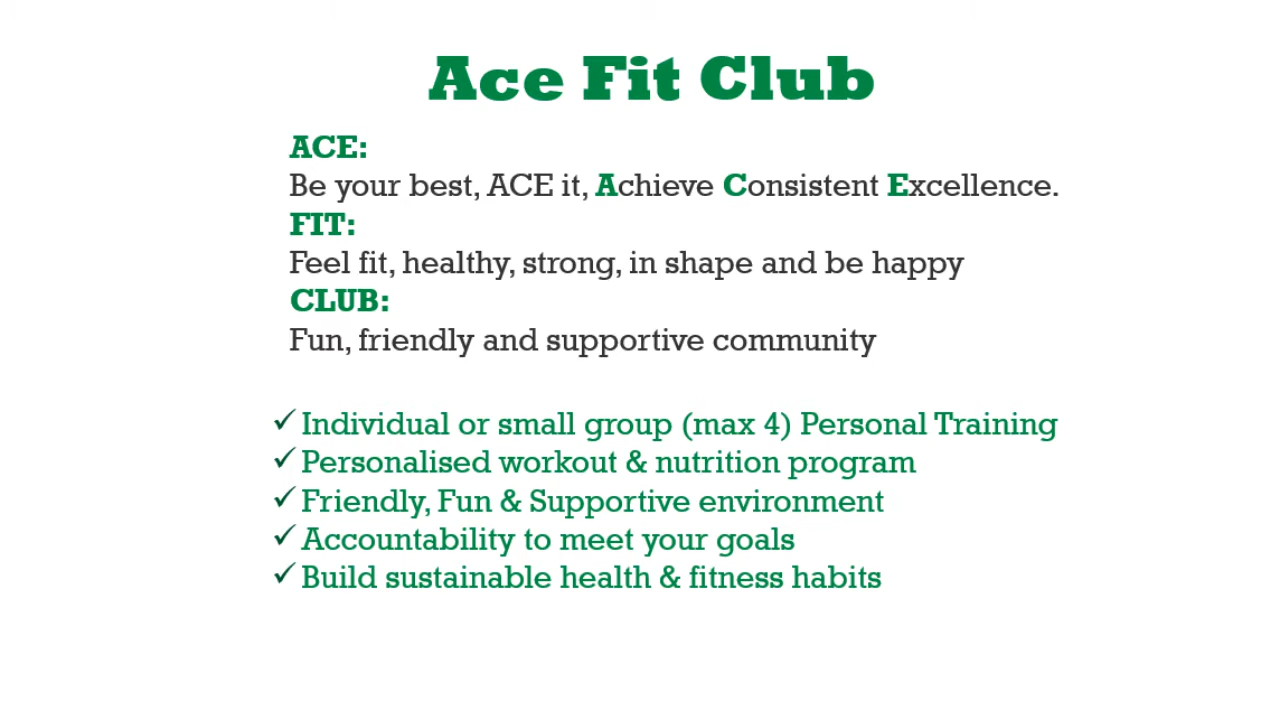 Ace Fit Club
ACE:
Be your best, ACE it, Achieve Consistent Excellence.
FIT:
Feel fit, healthy, strong, in shape and be happy
CLUB:
Fun, friendly and supportive community
✓ Individual or small group (max 4) Personal Training
✓ Personalised workout & nutrition program
✓ Friendly, Fun & Supportive environment
✓ Accountability to meet your goals
✓ Build sustainable health & fitness habits